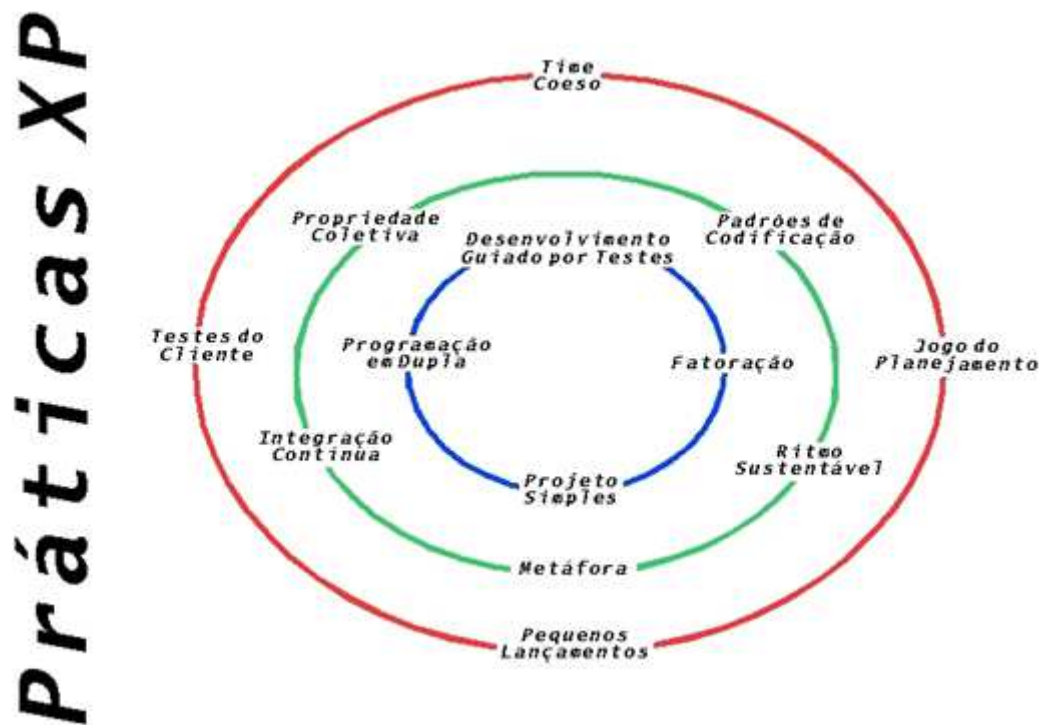 Práticas XP
Time
Coeso
Propriedade
Coletiva
Padrões de
Codificação
Desenvolvimento
Guiado por Testes
Testes do
Cliente
Programação
em Dupla
Fatoração
Jogo do
Planejamento
Integração
Contínua
Ritmo
Sustentável
Projeto
Simples
Metáfora
Pequenos
Lançamentos